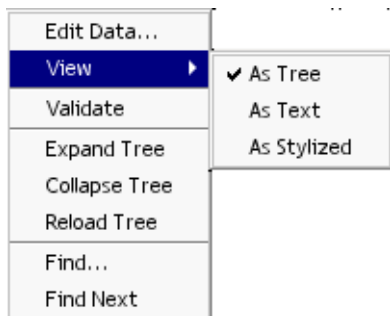 Edit Data...
View
Validate
Expand Tree
Collapse Tree
Reload Tree
Find...
Find Next
As Tree
As Text
As Stylized